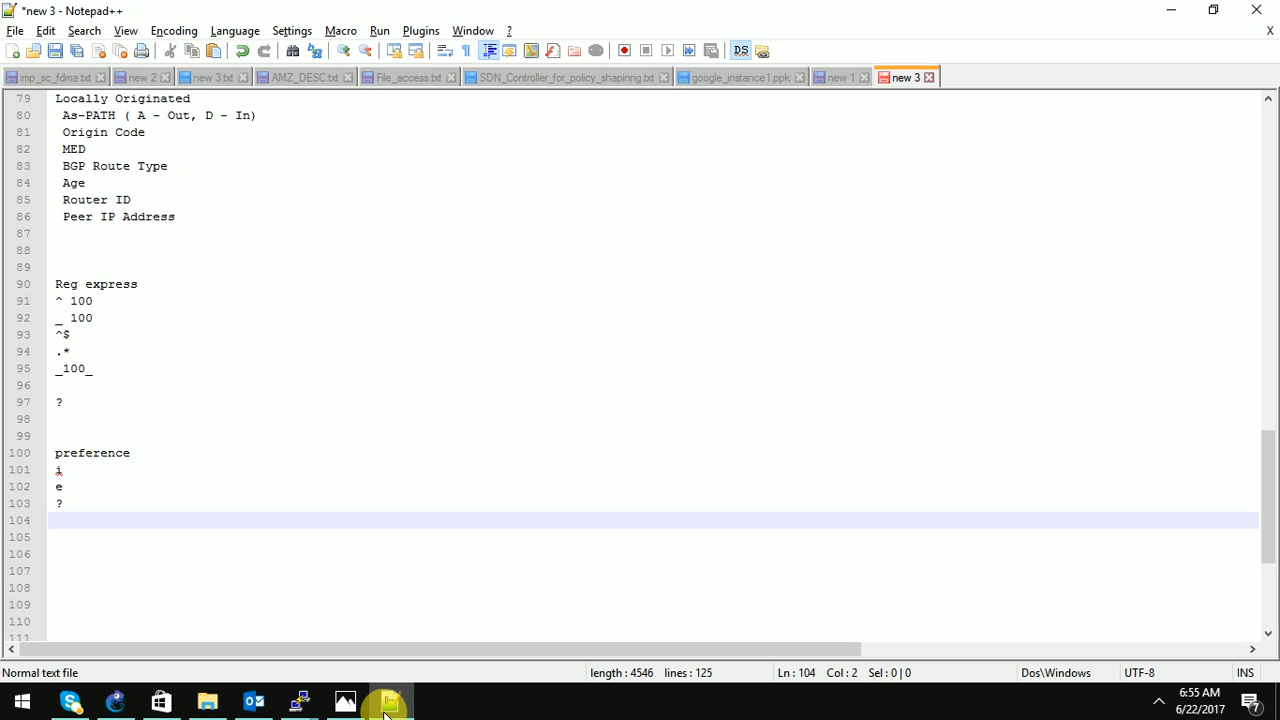 *new 3 - Notepad++
File Edit Search View Encoding Language Settings Macro Run Plugins Window ?
X
imp_sc_fdma.txt new 2 new 3.txt AMZ_DESC.txt File_access.txt SDN_Controller_for_policy_shapinng.txt google_instance1.ppk new 1 new 3
79 Locally Originated
80 As-PATH ( A - Out, D - In)
81 Origin Code
82 MED
83 BGP Route Type
84 Age
85 Router ID
86 Peer IP Address
87
88
89
90 Reg express
91 ^ 100
92 _ 100
93 ^$
94 .*
95 _100_
96
97 ?
98
99
100 preference
101 i
102 e
103 ?
104
105
106
107
108
109
110
111
Normal text file length : 4546 lines : 125 Ln : 104 Col : 2 Sel : 0 | 0 Dos\Windows UTF-8 INS
6:55 AM
6/22/2017
7